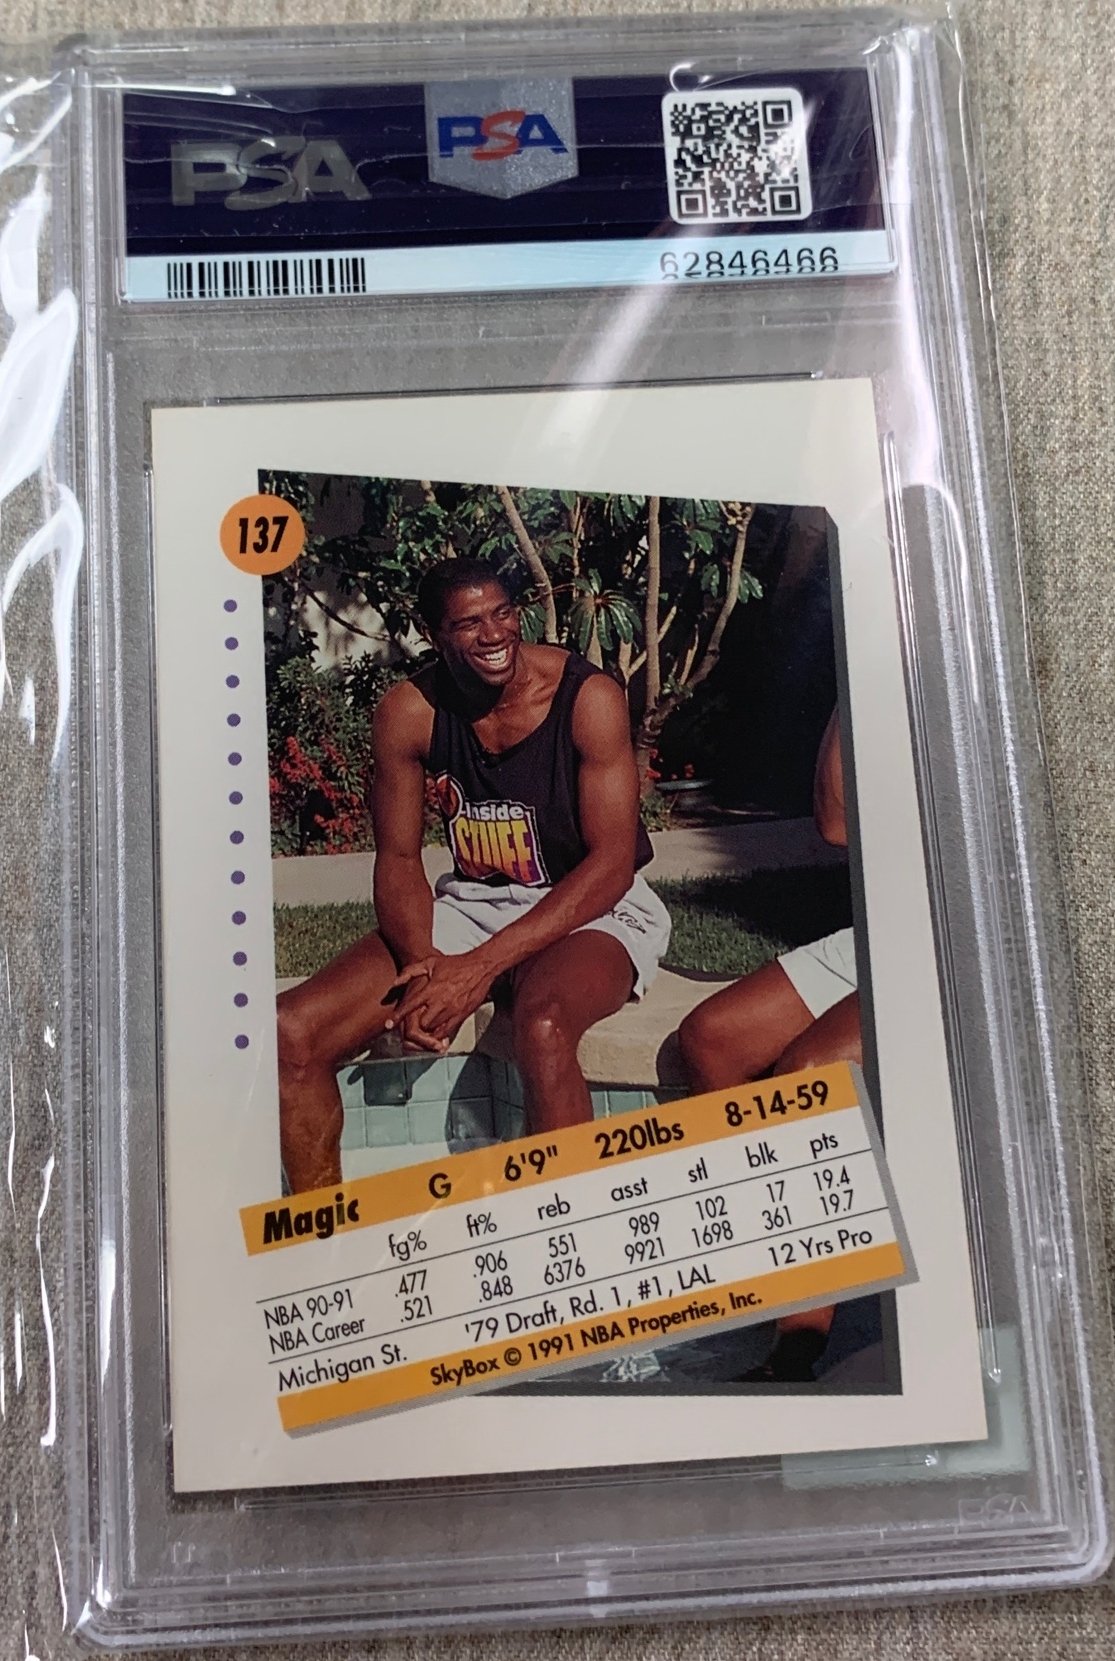 PSA
PSA
62846466
137
Inside
STUFF
Magic G 6'9" 220lbs 8-14-59
fg% ft% reb asst stl blk pts
NBA 90-91 .477 .906 551 989 102 17 19.4
NBA Career .521 .848 6376 9921 1698 361 19.7
Michigan St. '79 Draft, Rd. 1, #1, LAL 12 Yrs Pro
SkyBox © 1991 NBA Properties, Inc.
PSA